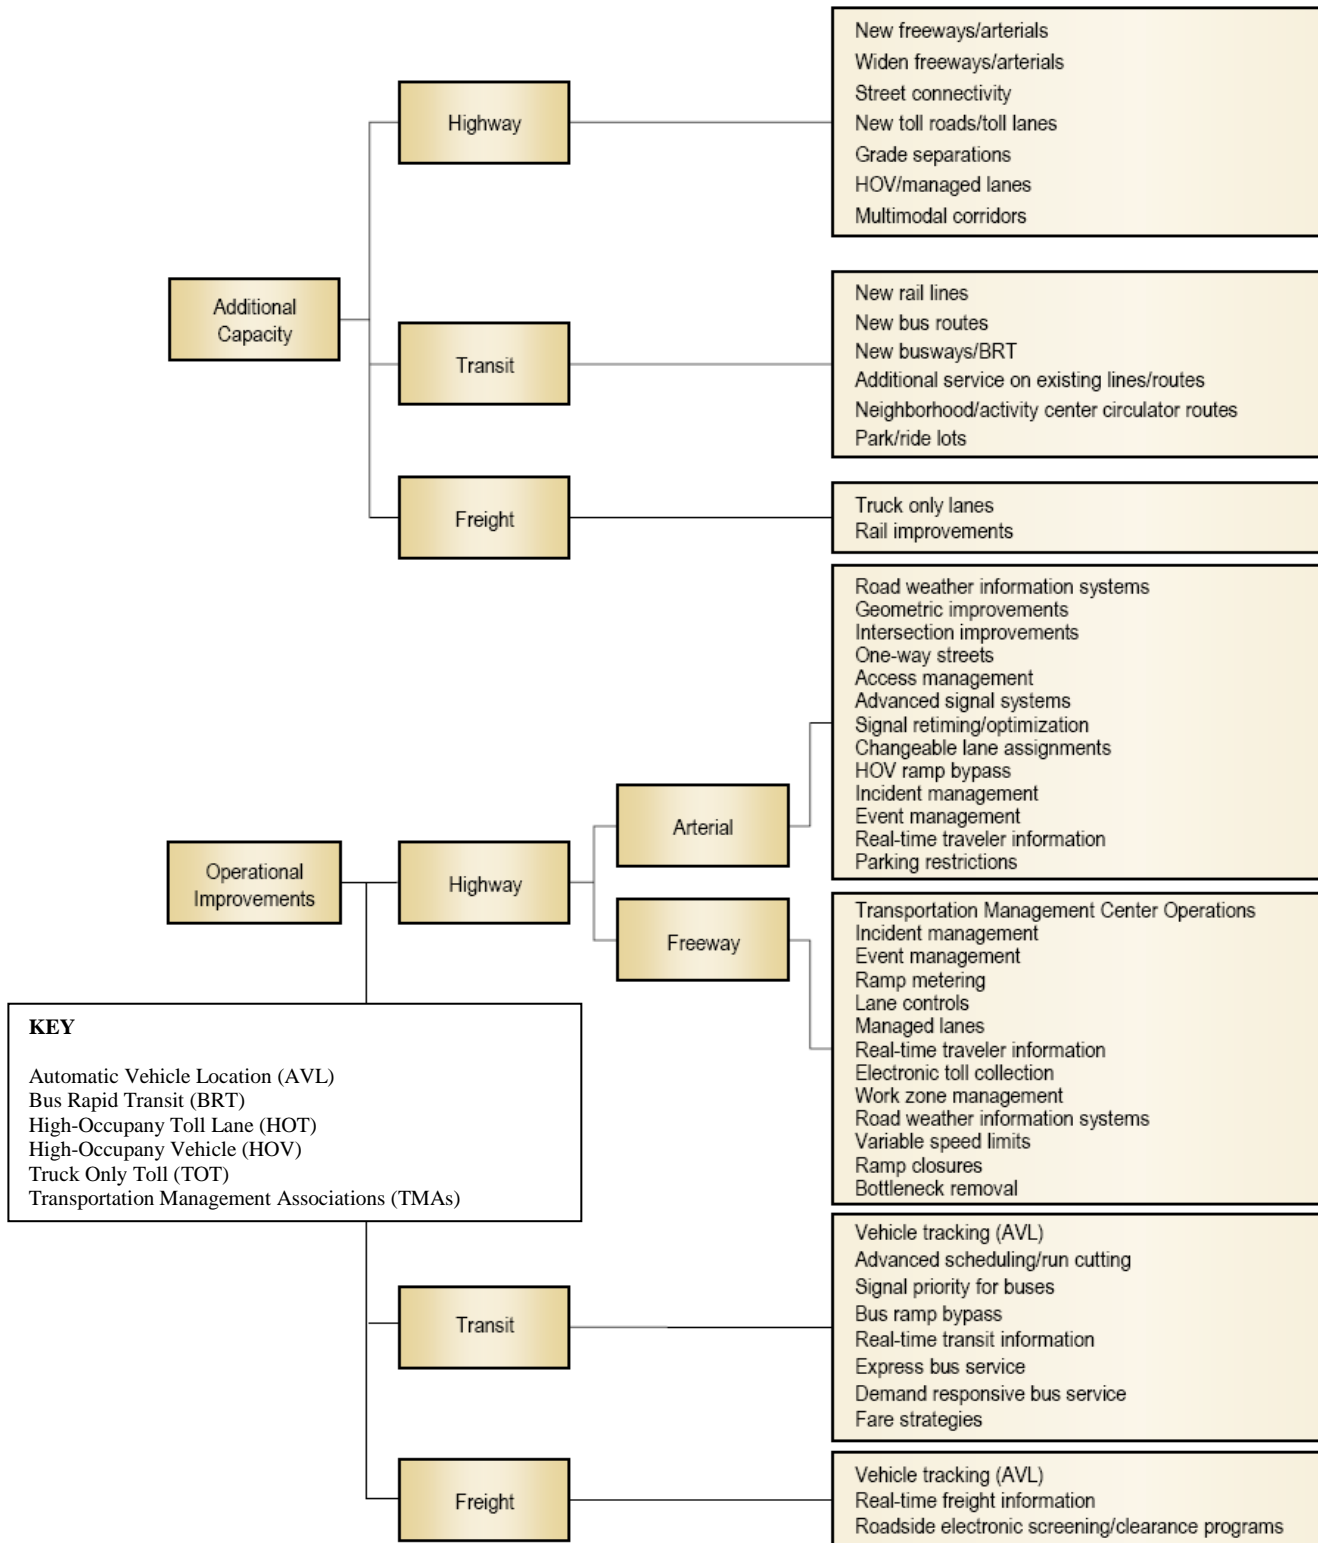 Additional
Capacity
Highway
New freeways/arterials
Widen freeways/arterials
Street connectivity
New toll roads/toll lanes
Grade separations
HOV/managed lanes
Multimodal corridors
Transit
New rail lines
New bus routes
New busways/BRT
Additional service on existing lines/routes
Neighborhood/activity center circulator routes
Park/ride lots
Freight
Truck only lanes
Rail improvements
Operational
Improvements
Highway
Arterial
Road weather information systems
Geometric improvements
Intersection improvements
One-way streets
Access management
Advanced signal systems
Signal retiming/optimization
Changeable lane assignments
HOV ramp bypass
Incident management
Event management
Real-time traveler information
Parking restrictions
Freeway
Transportation Management Center Operations
Incident management
Event management
Ramp metering
Lane controls
Managed lanes
Real-time traveler information
Electronic toll collection
Work zone management
Road weather information systems
Variable speed limits
Ramp closures
Bottleneck removal
KEY
Automatic Vehicle Location (AVL)
Bus Rapid Transit (BRT)
High-Occupany Toll Lane (HOT)
High-Occupany Vehicle (HOV)
Truck Only Toll (TOT)
Transportation Management Associations (TMAs)
Transit
Vehicle tracking (AVL)
Advanced scheduling/run cutting
Signal priority for buses
Bus ramp bypass
Real-time transit information
Express bus service
Demand responsive bus service
Fare strategies
Freight
Vehicle tracking (AVL)
Real-time freight information
Roadside electronic screening/clearance programs